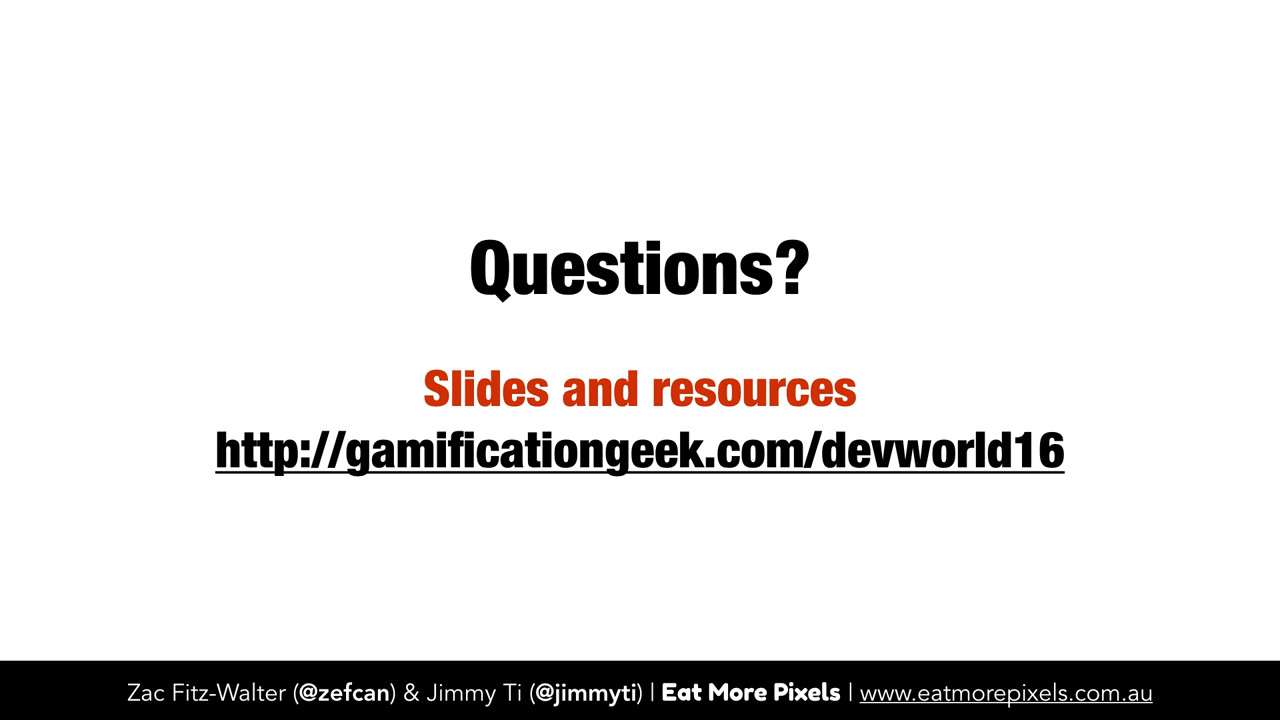 Questions?
Slides and resources
http://gamificationgeek.com/devworld16
Zac Fitz-Walter (@zefcan) & Jimmy Ti (@jimmyti) | Eat More Pixels | www.eatmorepixels.com.au